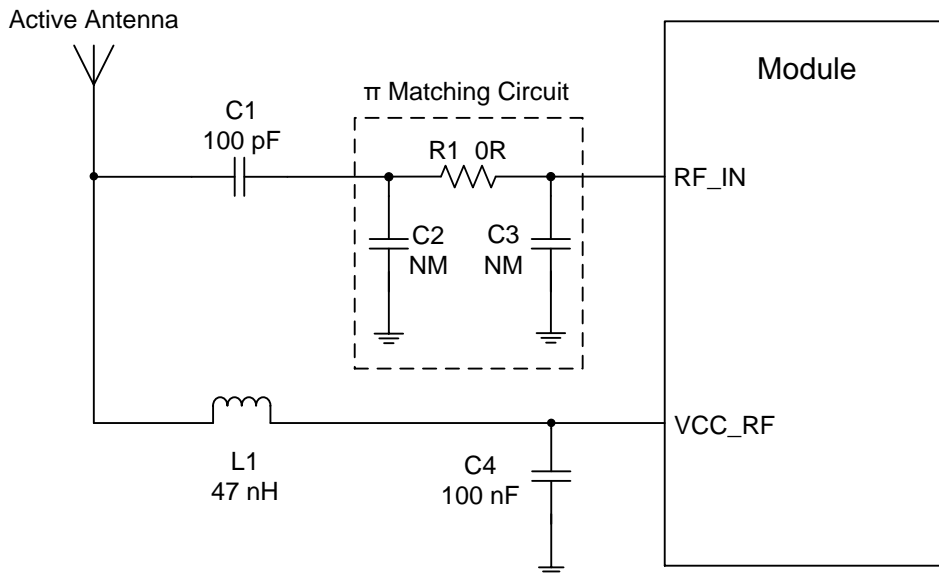 Active Antenna
Module
π Matching Circuit
C1
100 pF
R1 0R
RF_IN
C2
NM
C3
NM
VCC_RF
L1
47 nH
C4
100 nF